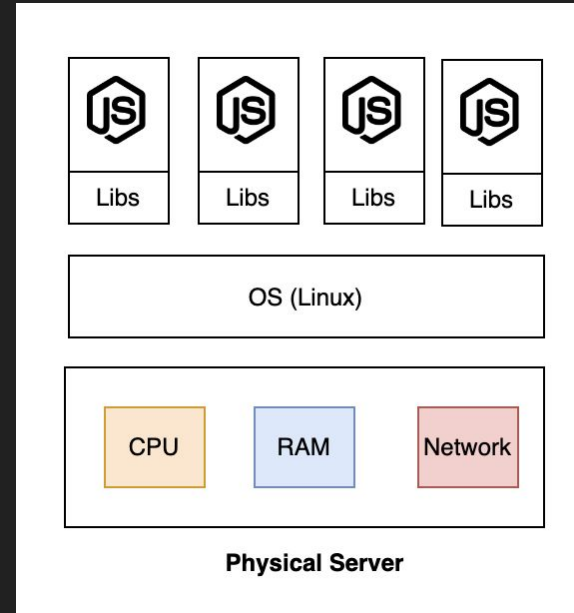 JS
JS
JS
JS
Libs
Libs
Libs
Libs
OS (Linux)
CPU
RAM
Network
Physical Server